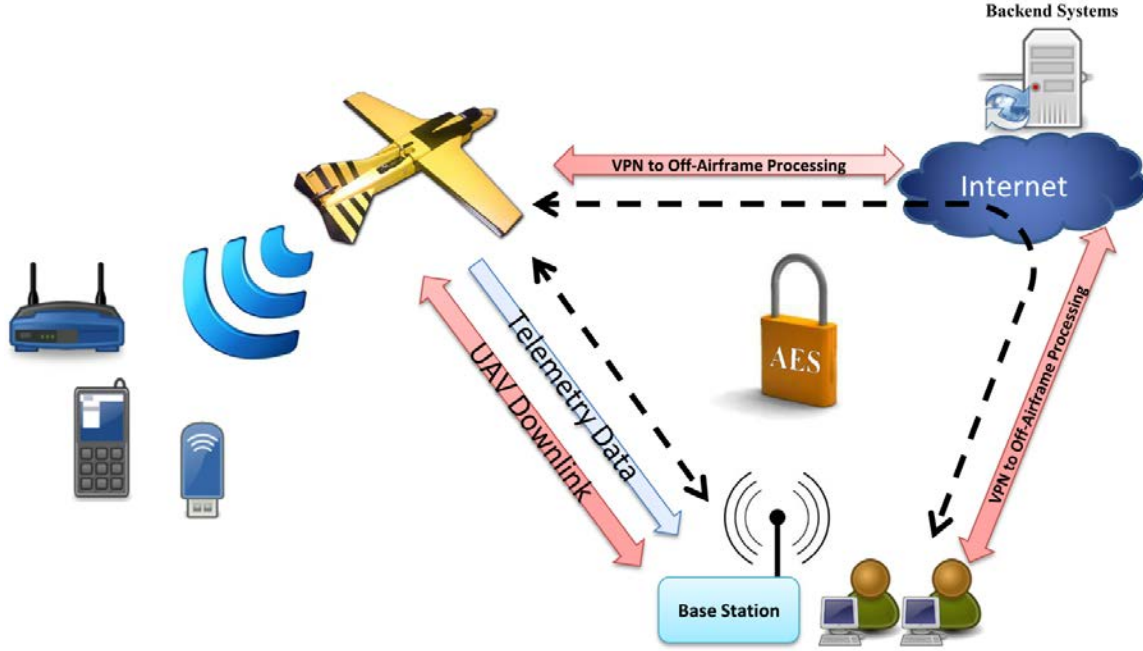 Backend Systems
VPN to Off-Airframe Processing
Internet
AES
Telemetry Data
UAV Downlink
VPN to Off-Airframe Processing
Base Station